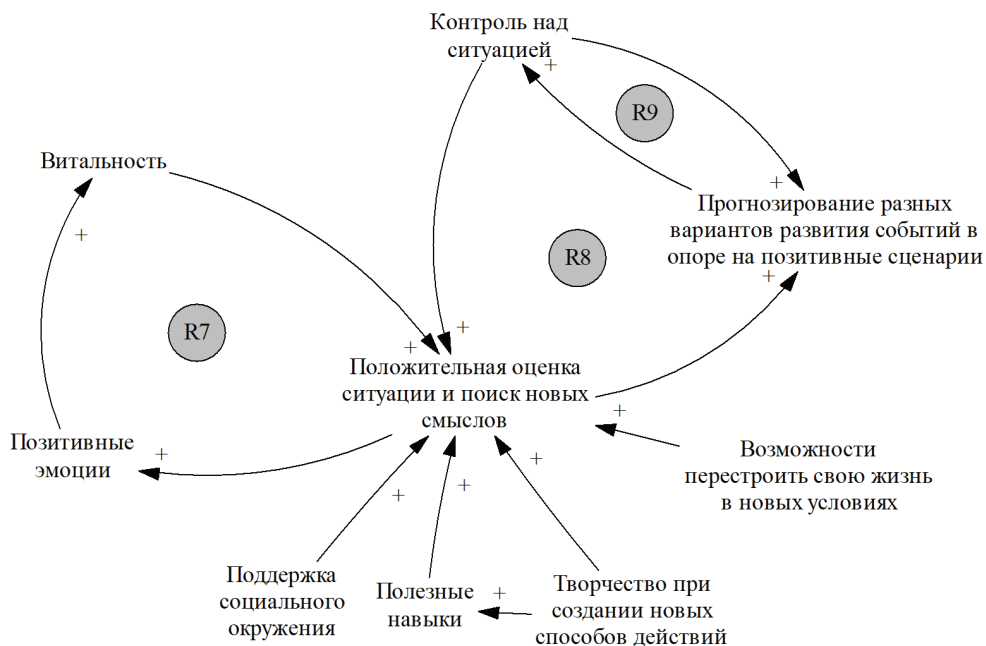 Контроль над
ситуацией
+
R9
Витальность
+
Прогнозирование разных
вариантов развития событий в
опоре на позитивные сценарии
+
+
R8
R7
+
+
Положительная оценка
ситуации и поиск новых
смыслов
+
Позитивные
эмоции
+
+
Возможности
перестроить свою жизнь
в новых условиях
+
+
Поддержка
социального
окружения
Полезные
навыки
+
Творчество при
создании новых
способов действий